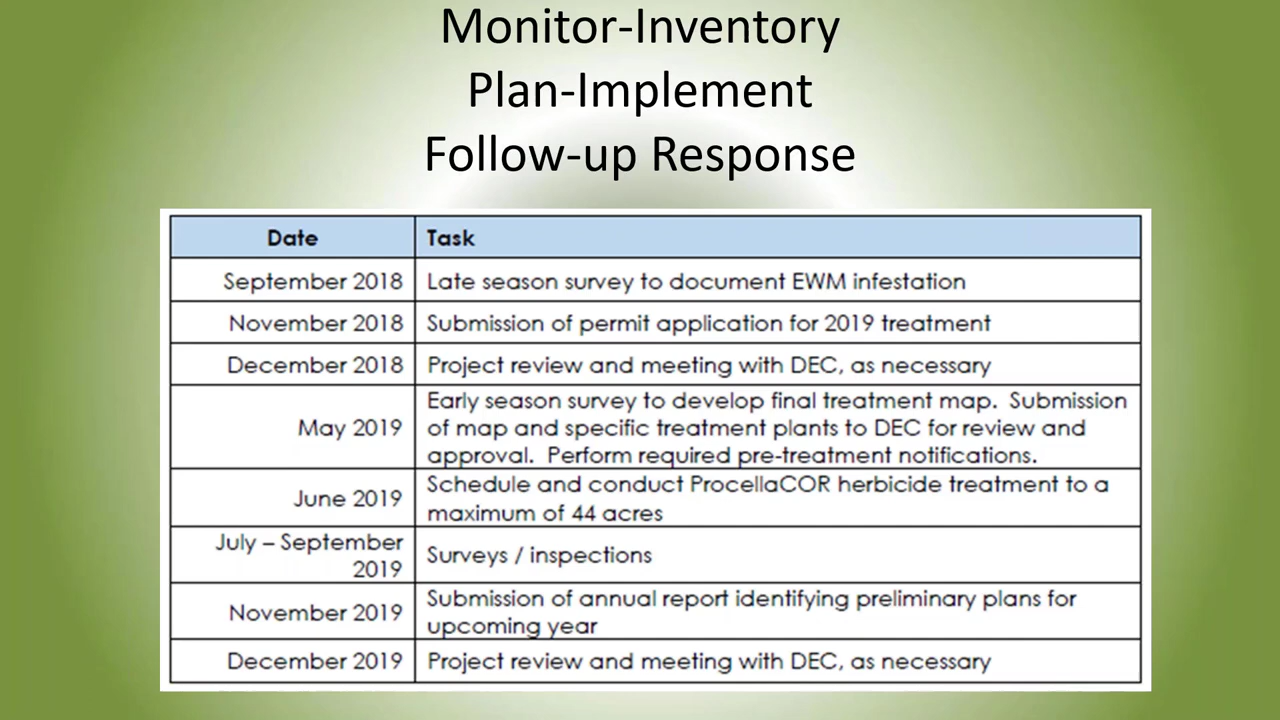 Monitor-Inventory
Plan-Implement
Follow-up Response
Date Task
September 2018 Late season survey to document EWM infestation
November 2018 Submission of permit application for 2019 treatment
December 2018 Project review and meeting with DEC, as necessary
May 2019 Early season survey to develop final treatment map. Submission
of map and specific treatment plants to DEC for review and
approval. Perform required pre-treatment notifications.
June 2019 Schedule and conduct ProcellaCOR herbicide treatment to a
maximum of 44 acres
July – September
2019 Surveys / inspections
November 2019 Submission of annual report identifying preliminary plans for
upcoming year
December 2019 Project review and meeting with DEC, as necessary